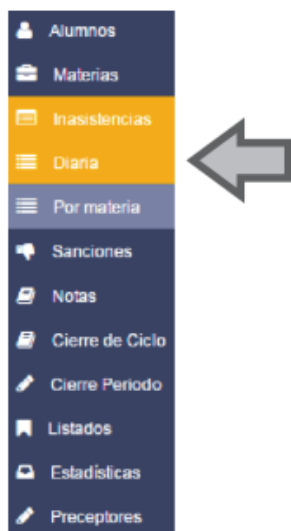 Alumnos
Materias
Inasistencias
Diaria
Por materia
Sanciones
Notas
Cierre de Ciclo
Cierre Periodo
Listados
Estadísticas
Preceptores